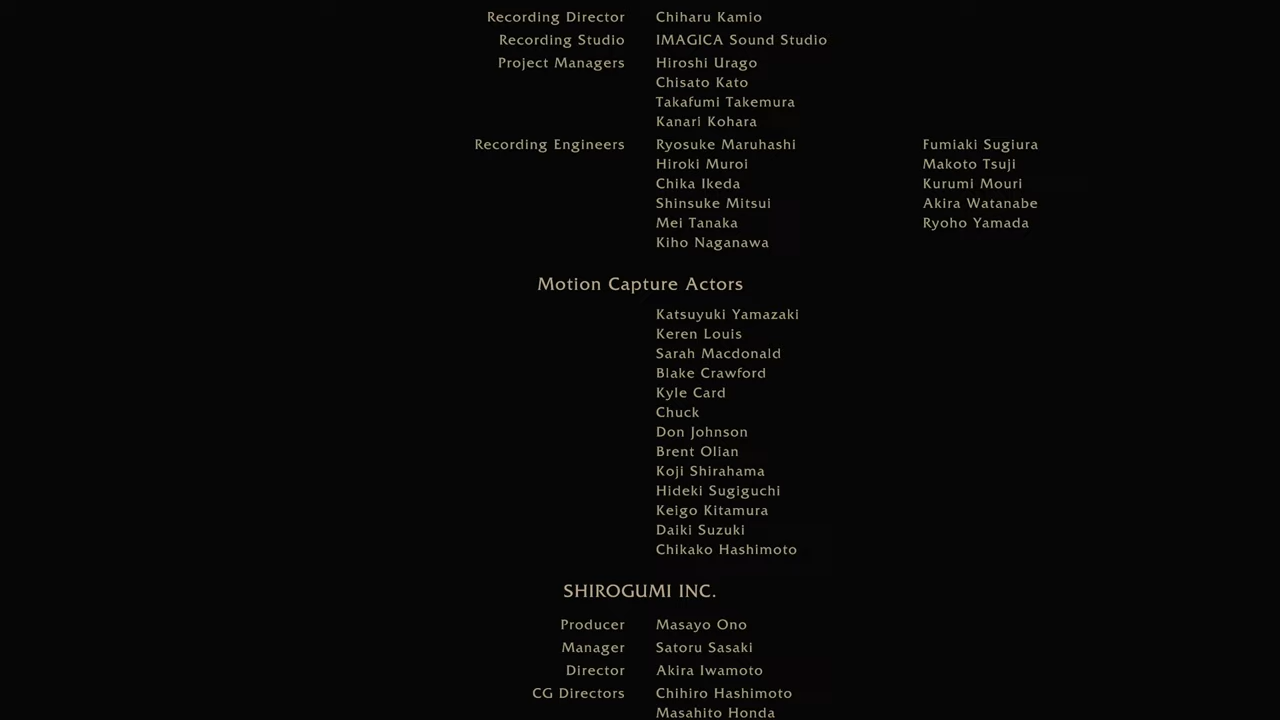 Recording Director Chiharu Kamio
Recording Studio IMAGICA Sound Studio
Project Managers Hiroshi Urago
Chisato Kato
Takafumi Takemura
Kanari Kohara
Recording Engineers Ryosuke Maruhashi Fumiaki Sugiura
Hiroki Muroi Makoto Tsuji
Chika Ikeda Kurumi Mouri
Shinsuke Mitsui Akira Watanabe
Mei Tanaka Ryoho Yamada
Kiho Naganawa
Motion Capture Actors
Katsuyuki Yamazaki
Keren Louis
Sarah Macdonald
Blake Crawford
Kyle Card
Chuck
Don Johnson
Brent Olian
Koji Shirahama
Hideki Sugiguchi
Keigo Kitamura
Daiki Suzuki
Chikako Hashimoto
SHIROGUMI INC.
Producer Masayo Ono
Manager Satoru Sasaki
Director Akira Iwamoto
CG Directors Chihiro Hashimoto
Masahito Honda